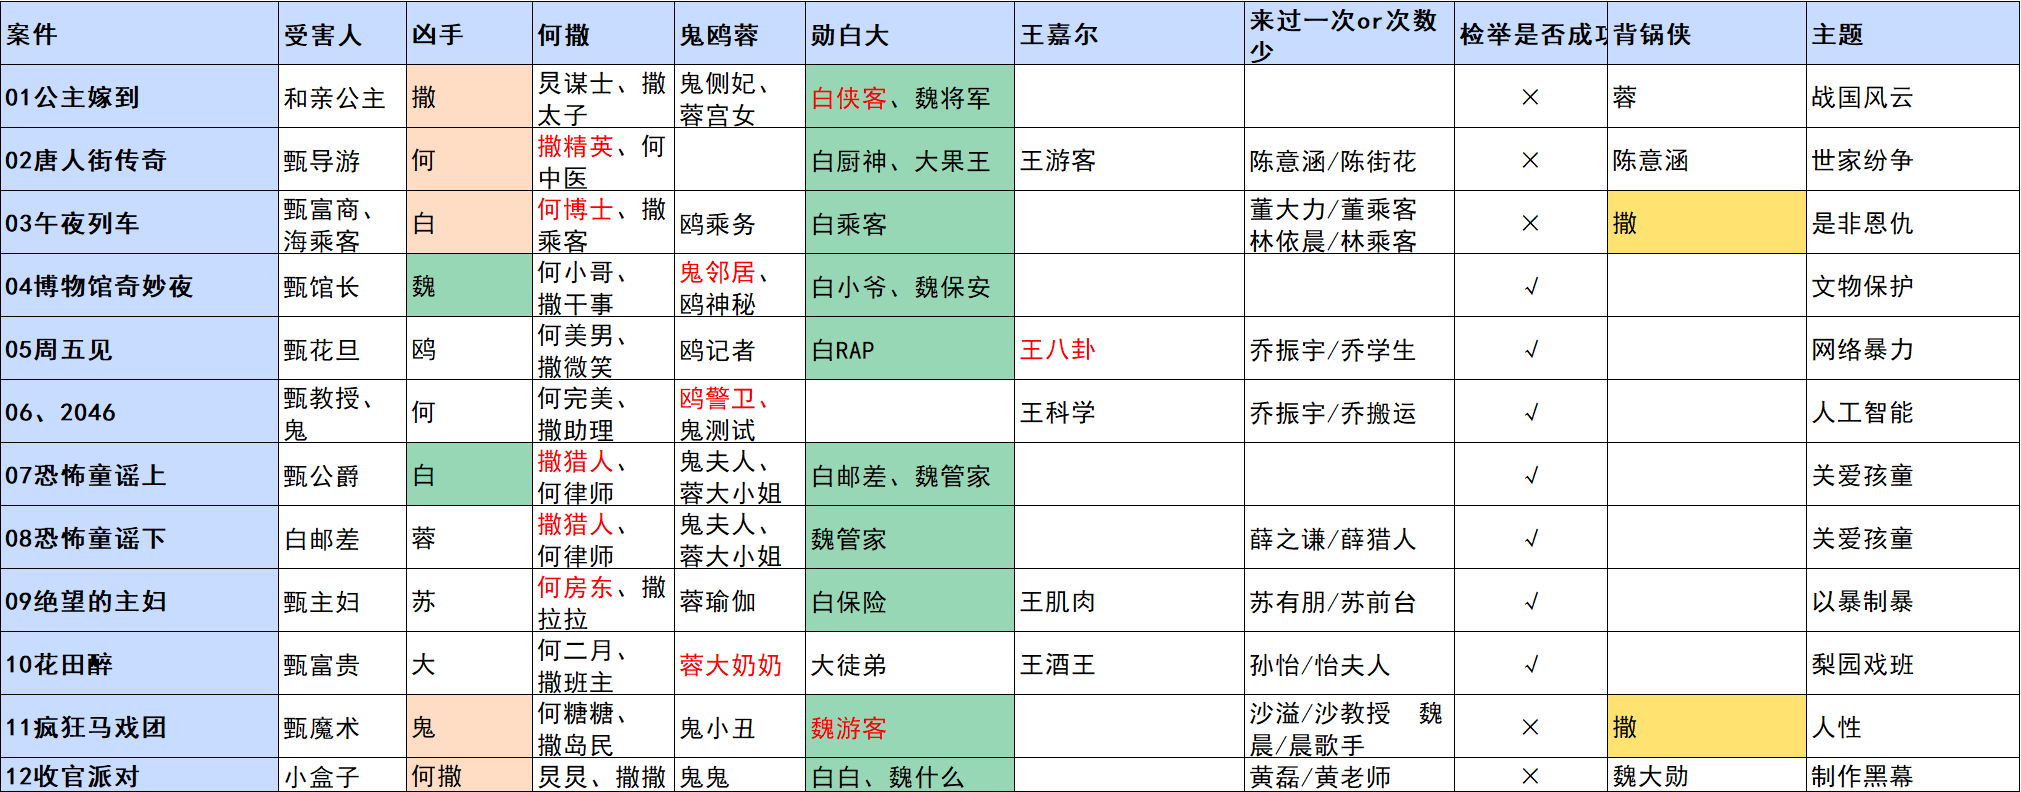 案件 受害人 凶手 何撒 鬼鸥蓉 勋白大 王嘉尔 来过一次or次数少 检举是否成功 背锅侠 主题
01公主嫁到 和亲公主 撒 炅谋士、撒太子 鬼侧妃、蓉宫女 白侠客、魏将军 × 蓉 战国风云
02唐人街传奇 甄导游 何 撒精英、何中医 白厨神、大果王 王游客 陈意涵/陈街花 × 陈意涵 世家纷争
03午夜列车 甄富商、海乘客 白 何博士、撒乘客 鸥乘务 白乘客 董大力/董乘客 林依晨/林乘客 × 撒 是非恩仇
04博物馆奇妙夜 甄馆长 魏 何小哥、撒干事 鬼邻居、鸥神秘 白小爷、魏保安 √ 文物保护
05周五见 甄花旦 鸥 何美男、撒微笑 鸥记者 白RAP 王八卦 乔振宇/乔学生 √ 网络暴力
06、2046 甄教授、鬼 何 何完美、撒助理 鸥警卫、鬼测试 王科学 乔振宇/乔搬运 √ 人工智能
07恐怖童谣上 甄公爵 白 撒猎人、何律师 鬼夫人、蓉大小姐 白邮差、魏管家 √ 关爱孩童
08恐怖童谣下 白邮差 蓉 撒猎人、何律师 鬼夫人、蓉大小姐 魏管家 薛之谦/薛猎人 √ 关爱孩童
09绝望的主妇 甄主妇 苏 何房东、撒拉拉 蓉瑜伽 白保险 王肌肉 苏有朋/苏前台 √ 以暴制暴
10花田醉 甄富贵 大 何二月、撒班主 蓉大奶奶 大徒弟 王酒王 孙怡/怡夫人 √ 梨园戏班
11疯狂马戏团 甄魔术 鬼 何糖糖、撒岛民 鬼小丑 魏游客 沙溢/沙教授 魏晨/晨歌手 × 撒 人性
12收官派对 小盒子 何撒 炅炅、撒撒 鬼鬼 白白、魏什么 黄磊/黄老师 × 魏大勋 制作黑幕